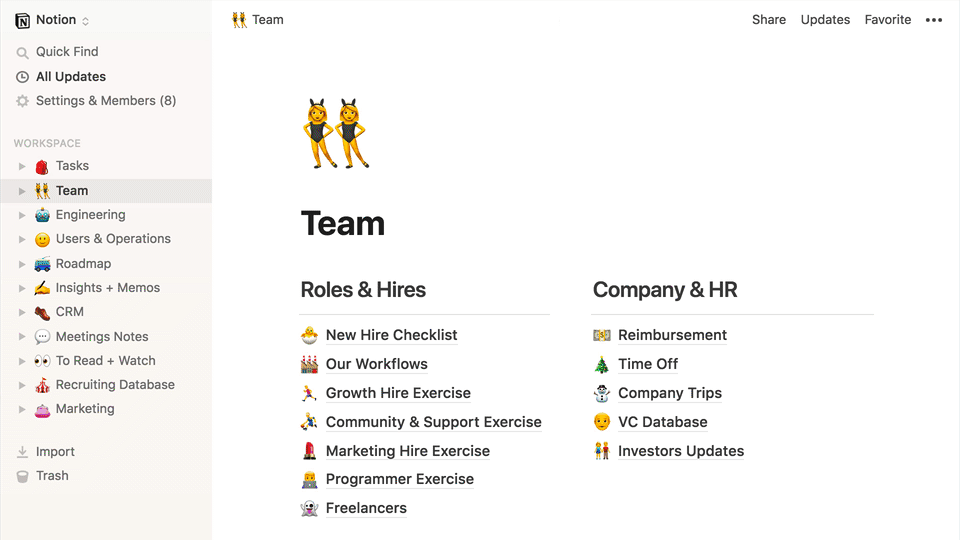 Notion
Team
Share
Updates
Favorite
Quick Find
All Updates
Settings & Members (8)
WORKSPACE
Tasks
Team
Engineering
Users & Operations
Roadmap
Insights + Memos
CRM
Meetings Notes
To Read + Watch
Recruiting Database
Marketing
Import
Trash
Team
Roles & Hires
New Hire Checklist
Our Workflows
Growth Hire Exercise
Community & Support Exercise
Marketing Hire Exercise
Programmer Exercise
Freelancers
Company & HR
Reimbursement
Time Off
Company Trips
VC Database
Investors Updates